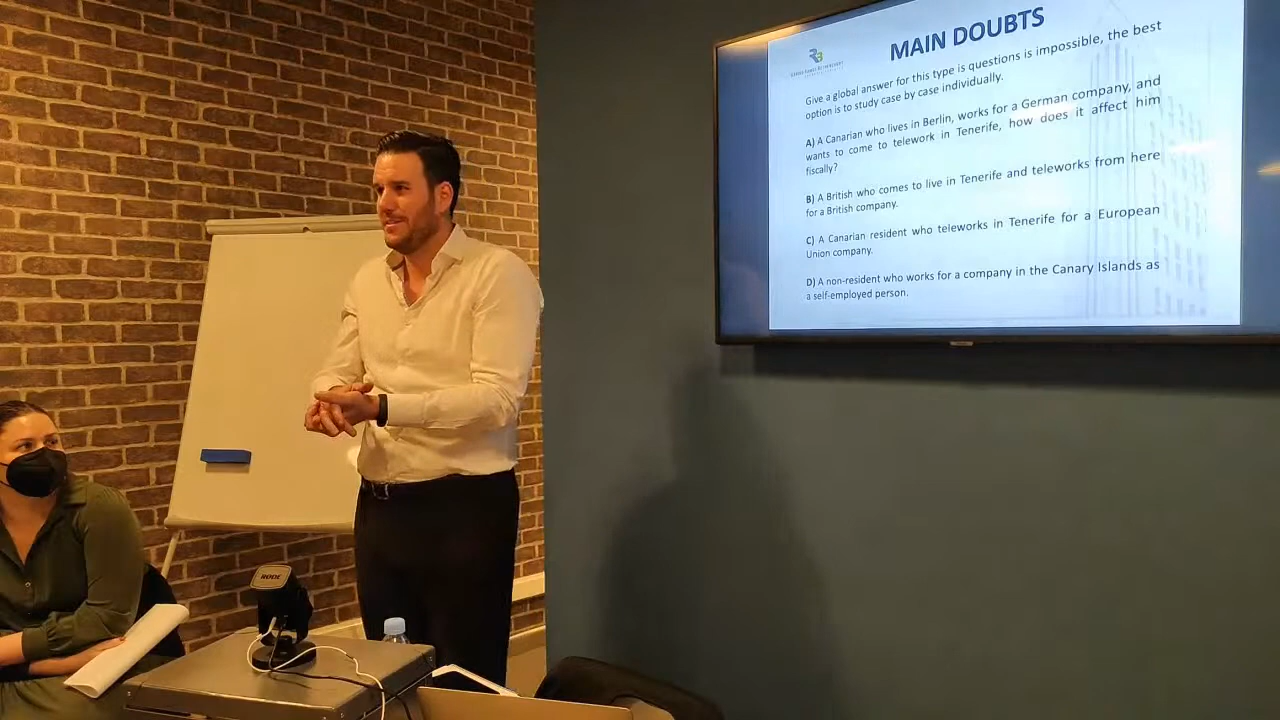 MAIN DOUBTS
Give a global answer for this type is questions is impossible, the best
option is to study case by case individually.
A) A Canarian who lives in Berlin, works for a German company, and
wants to come to telework in Tenerife, how does it affect him
fiscally?
B) A British who comes to live in Tenerife and teleworks from here
for a British company.
C) A Canarian resident who teleworks in Tenerife for a European
Union company.
D) A non-resident who works for a company in the Canary Islands as
a self-employed person.
RØDE